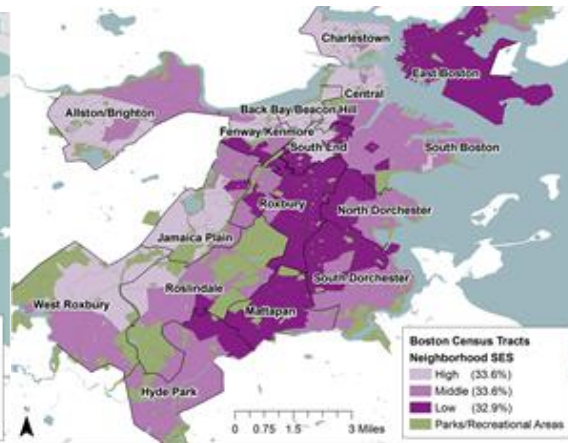 Charlestown
East Boston
Central
Allston/Brighton
Back Bay/Beacon Hill
Fenway/Kenmore
South End
South Boston
Roxbury
North Dorchester
Jamaica Plain
South Dorchester
West Roxbury
Roslindale
Mattapan
Hyde Park
N
0 0.75 1.5 3 Miles
Boston Census Tracts
Neighborhood SES
High (33.6%)
Middle (33.6%)
Low (32.9%)
Parks/Recreational Areas